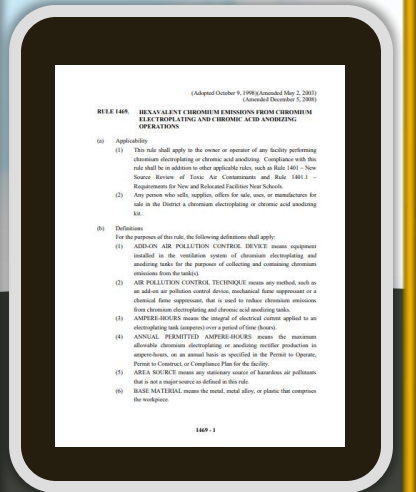 (Adopted October 9, 1998)(Amended May 2, 2003)
(Amended December 5, 2008)
RULE 1469. HEXAVALENT CHROMIUM EMISSIONS FROM CHROMIUM
ELECTROPLATING AND CHROMIC ACID ANODIZING
OPERATIONS
(a) Applicability
(1) This rule shall apply to the owner or operator of any facility performing
chromium electroplating or chromic acid anodizing. Compliance with this
rule shall be in addition to other applicable rules, such as Rule 1401 – New
Source Review of Toxic Air Contaminants and Rule 1401.1 –
Requirements for New and Relocated Facilities Near Schools.
(2) Any person who sells, supplies, offers for sale, uses, or manufactures for
sale in the District a chromium electroplating or chromic acid anodizing
kit.
(b) Definitions
For the purposes of this rule, the following definitions shall apply:
(1) ADD-ON AIR POLLUTION CONTROL DEVICE means equipment
installed in the ventilation system of chromium electroplating and
anodizing tanks for the purposes of collecting and containing chromium
emissions from the tank(s).
(2) AIR POLLUTION CONTROL TECHNIQUE means any method, such as
an add-on air pollution control device, mechanical fume suppressant or a
chemical fume suppressant, that is used to reduce chromium emissions
from chromium electroplating and chromic acid anodizing tanks.
(3) AMPERE-HOURS means the integral of electrical current applied to an
electroplating tank (amperes) over a period of time (hours).
(4) ANNUAL PERMITTED AMPERE-HOURS means the maximum
allowable chromium electroplating or anodizing rectifier production in
ampere-hours, on an annual basis as specified in the Permit to Operate,
Permit to Construct, or Compliance Plan for the facility.
(5) AREA SOURCE means any stationary source of hazardous air pollutants
that is not a major source as defined in this rule.
(6) BASE MATERIAL means the metal, metal alloy, or plastic that comprises
the workpiece.
1469 - 1